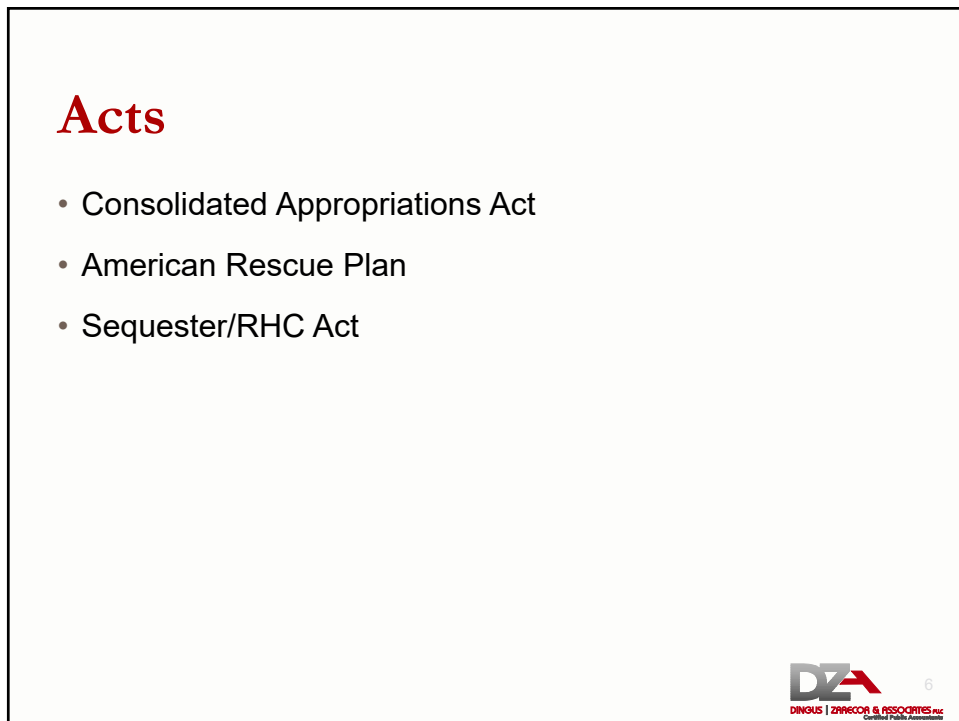 Acts
• Consolidated Appropriations Act
• American Rescue Plan
• Sequester/RHC Act
DZA
DINGUS | ZARECOR & ASSOCIATES PLLC
Certified Public Accountants
6